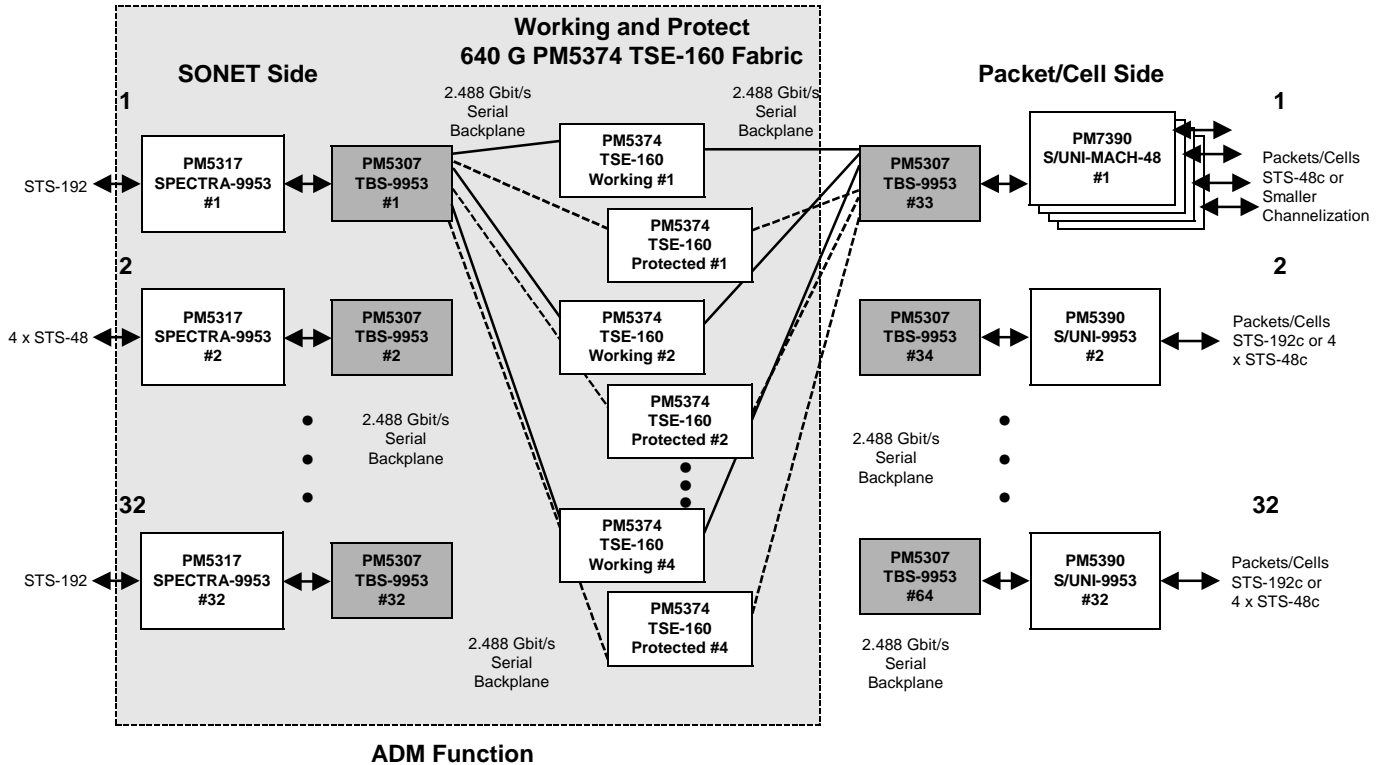 Working and Protect
640 G PM5374 TSE-160 Fabric
SONET Side
Packet/Cell Side
2.488 Gbit/s
Serial
Backplane
2.488 Gbit/s
Serial
Backplane
1
STS-192
PM5317
SPECTRA-9953
#1
PM5307
TBS-9953
#1
PM5374
TSE-160
Working #1
PM5374
TSE-160
Protected #1
PM5307
TBS-9953
#33
PM7390
S/UNI-MACH-48
#1
1
Packets/Cells
STS-48c or
Smaller
Channelization
2
4 x STS-48
PM5317
SPECTRA-9953
#2
PM5307
TBS-9953
#2
PM5374
TSE-160
Working #2
PM5374
TSE-160
Protected #2
PM5307
TBS-9953
#34
PM5390
S/UNI-9953
#2
2
Packets/Cells
STS-192c or 4
x STS-48c
2.488 Gbit/s
Serial
Backplane
2.488 Gbit/s
Serial
Backplane
32
STS-192
PM5317
SPECTRA-9953
#32
PM5307
TBS-9953
#32
PM5374
TSE-160
Working #4
PM5374
TSE-160
Protected #4
PM5307
TBS-9953
#64
PM5390
S/UNI-9953
#32
32
Packets/Cells
STS-192c or
4 x STS-48c
2.488 Gbit/s
Serial
Backplane
2.488 Gbit/s
Serial
Backplane
ADM Function